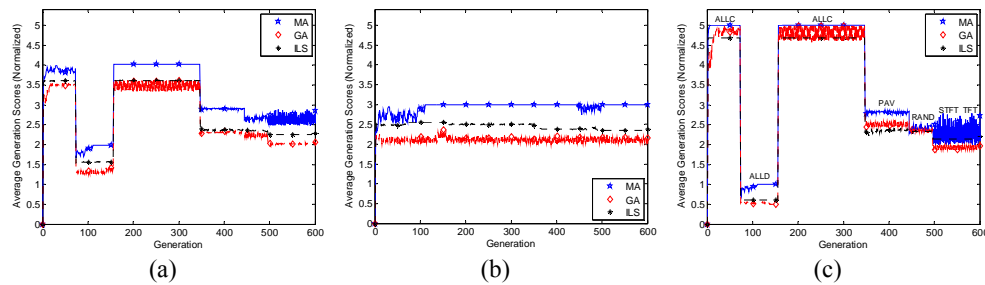 Average Generation Scores (Normalized)
5
4.5
4
3.5
3
2.5
2
1.5
1
0.5
0
0 100 200 300 400 500 600
Generation
MA
GA
ILS
(a)
Average Generation Scores (Normalized)
5
4.5
4
3.5
3
2.5
2
1.5
1
0.5
0
0 100 200 300 400 500 600
Generation
MA
GA
ILS
(b)
Average Generation Scores (Normalized)
5
4.5
4
3.5
3
2.5
2
1.5
1
0.5
0
0 100 200 300 400 500 600
Generation
ALLC
ALLC
MA
GA
ILS
PAV
RAND
STFT TFT
ALLD
(c)